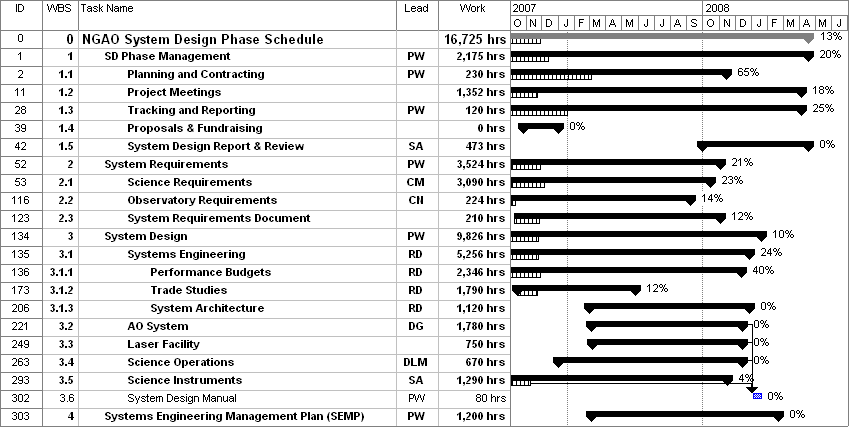 ID WBS Task Name Lead Work 2007 2008
O N D J F M A M J J A S O N D J F M A M J
0 0 NGAO System Design Phase Schedule 16,725 hrs 13%
1 1 SD Phase Management PW 2,175 hrs 20%
2 1.1 Planning and Contracting PW 230 hrs 65%
11 1.2 Project Meetings 1,352 hrs 18%
28 1.3 Tracking and Reporting PW 120 hrs 25%
39 1.4 Proposals & Fundraising 0 hrs 0%
42 1.5 System Design Report & Review SA 473 hrs 0%
52 2 System Requirements PW 3,524 hrs 21%
53 2.1 Science Requirements CM 3,090 hrs 23%
116 2.2 Observatory Requirements CN 224 hrs 14%
123 2.3 System Requirements Document 210 hrs 12%
134 3 System Design PW 9,826 hrs 10%
135 3.1 Systems Engineering RD 5,256 hrs 24%
136 3.1.1 Performance Budgets RD 2,346 hrs 40%
173 3.1.2 Trade Studies RD 1,790 hrs 12%
206 3.1.3 System Architecture RD 1,120 hrs 0%
221 3.2 AO System DG 1,780 hrs 0%
249 3.3 Laser Facility 750 hrs 0%
263 3.4 Science Operations DLM 670 hrs 0%
293 3.5 Science Instruments SA 1,290 hrs 4%
302 3.6 System Design Manual PW 80 hrs 0%
303 4 Systems Engineering Management Plan (SEMP) PW 1,200 hrs 0%